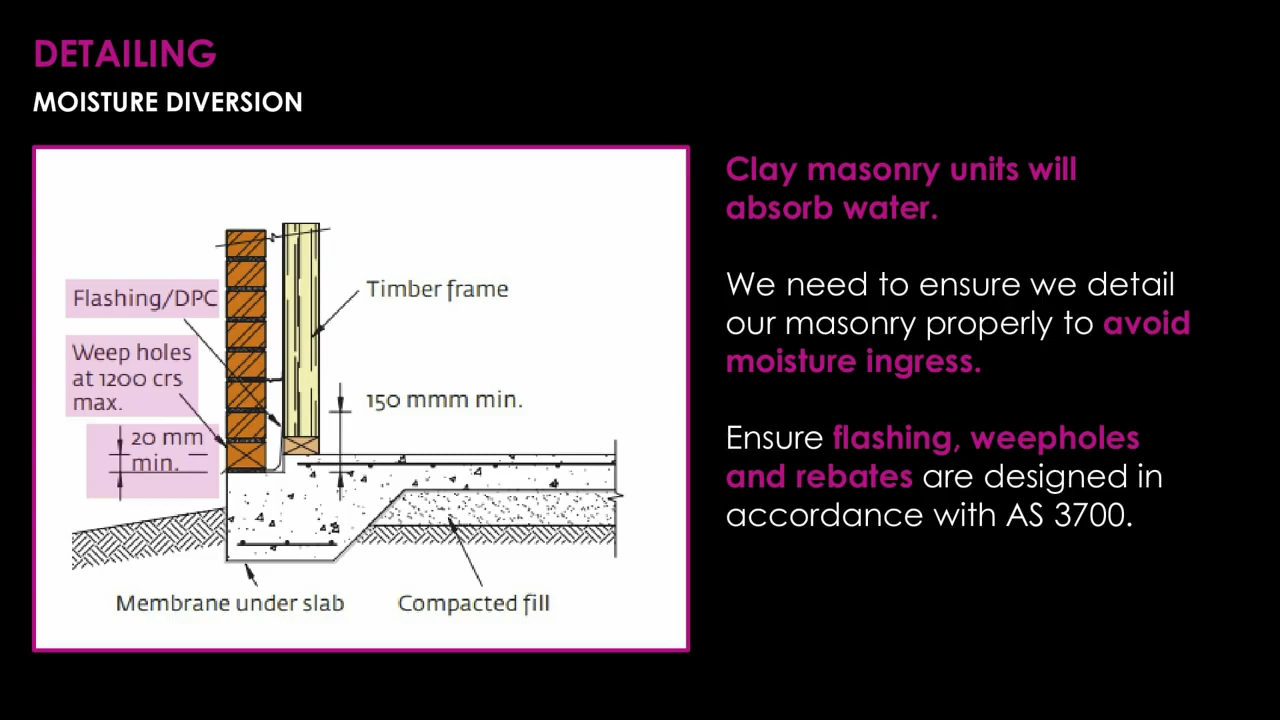 DETAILING
MOISTURE DIVERSION
Flashing/DPC
Weep holes
at 1200 crs
max.
20 mm
min.
Timber frame
150 mmm min.
Membrane under slab
Compacted fill
Clay masonry units will
absorb water.
We need to ensure we detail
our masonry properly to avoid
moisture ingress.
Ensure flashing, weepholes
and rebates are designed in
accordance with AS 3700.